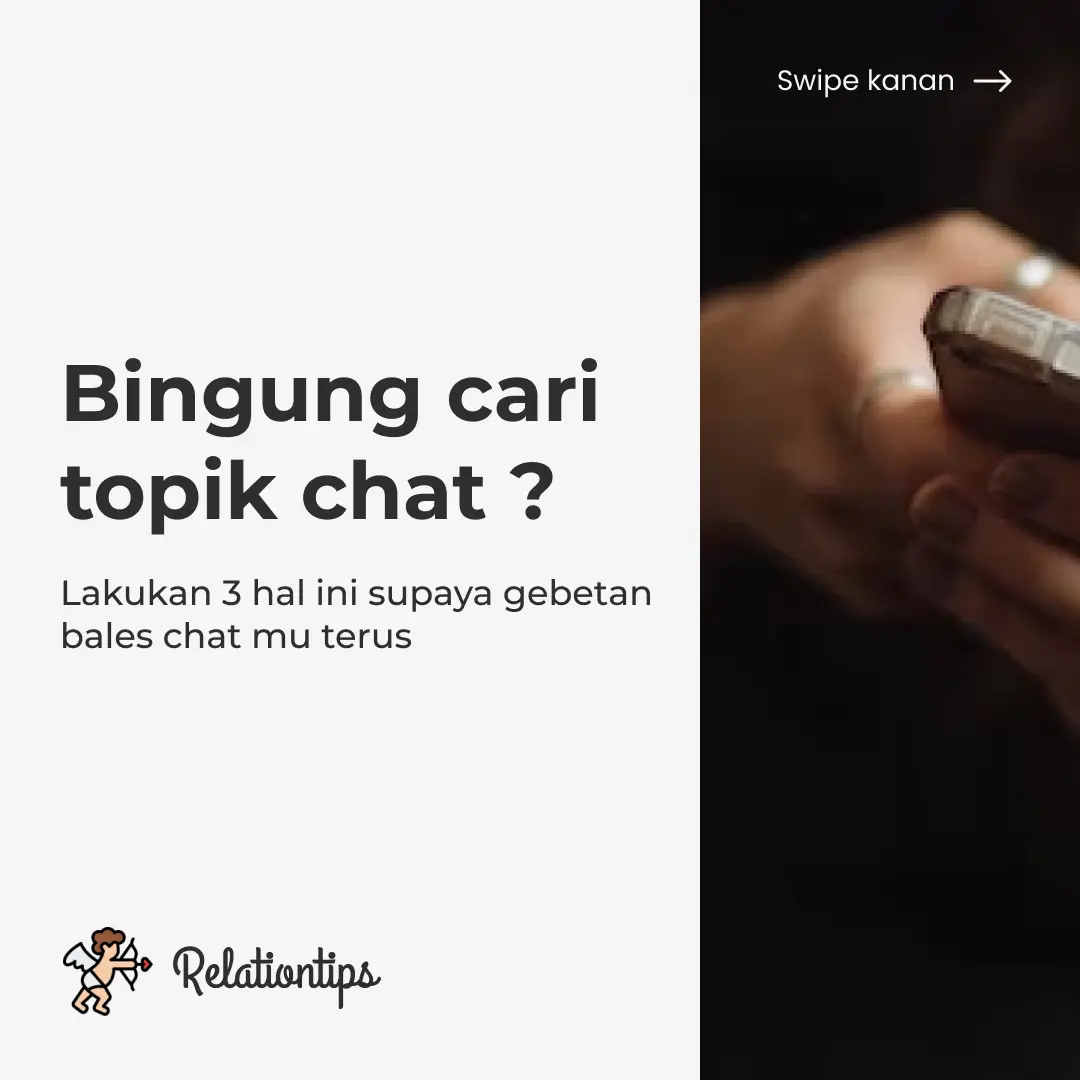 Swipe kanan
Bingung cari
topik chat ?
Lakukan 3 hal ini supaya gebetan
bales chat mu terus
Relationtips